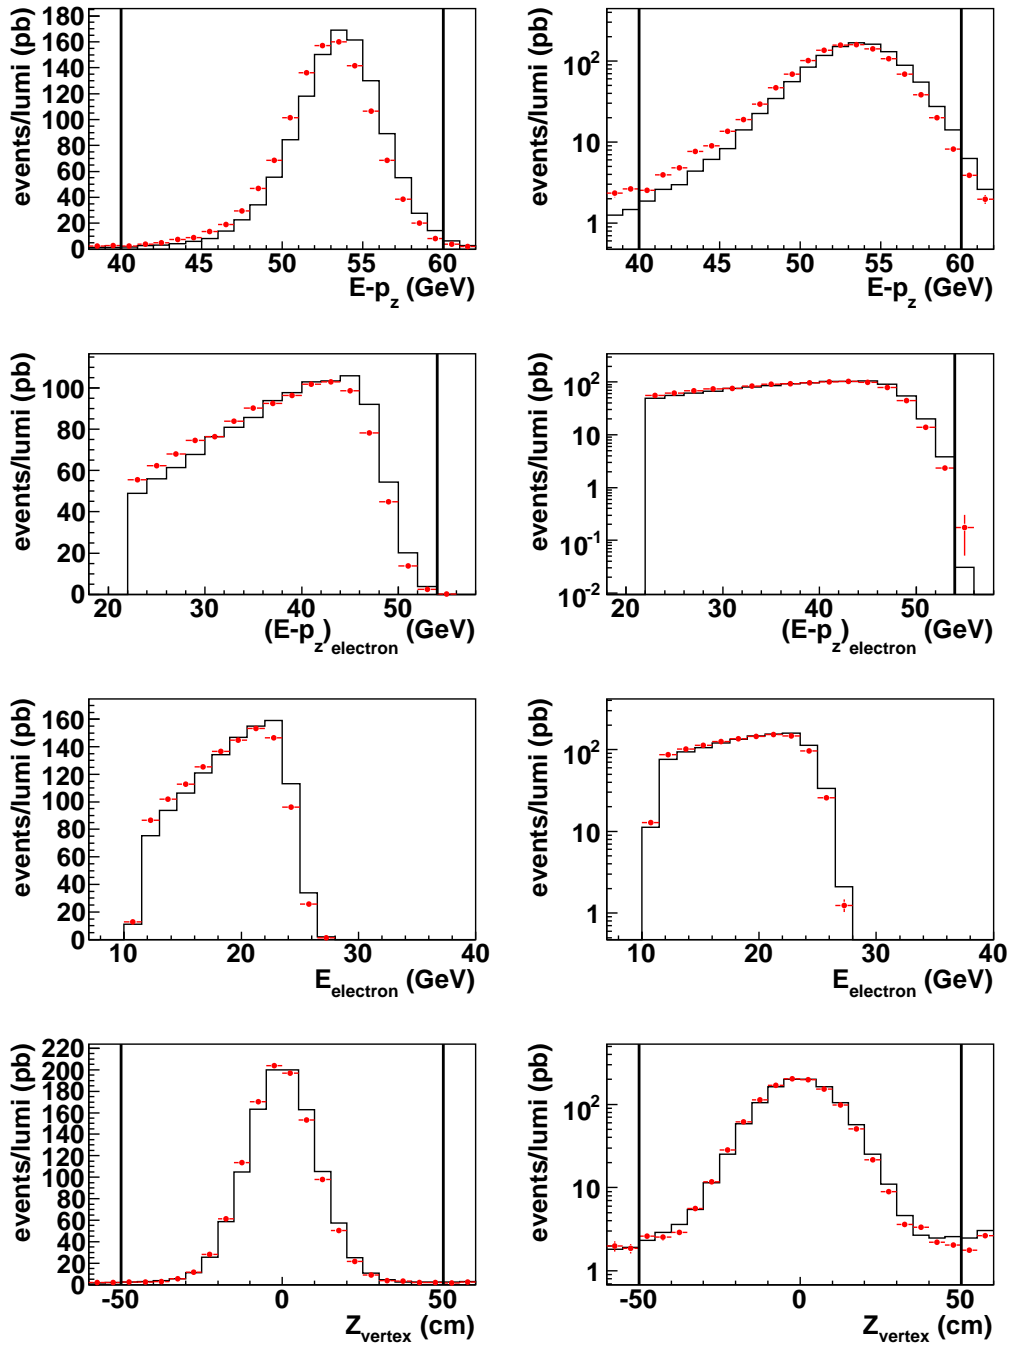 events/lumi (pb)
180
160
140
120
100
80
60
40
20
0
40 45 50 55 60
E-p_z (GeV)
events/lumi (pb)
10^2
10
1
40 45 50 55 60
E-p_z (GeV)
events/lumi (pb)
100
80
60
40
20
0
20 30 40 50
(E-p_z)_electron (GeV)
events/lumi (pb)
10^2
10
1
10^-1
10^-2
20 30 40 50
(E-p_z)_electron (GeV)
events/lumi (pb)
160
140
120
100
80
60
40
20
0
10 20 30 40
E_electron (GeV)
events/lumi (pb)
10^2
10
1
10 20 30 40
E_electron (GeV)
events/lumi (pb)
220
200
180
160
140
120
100
80
60
40
20
0
-50 0 50
Z_vertex (cm)
events/lumi (pb)
10^2
10
1
-50 0 50
Z_vertex (cm)